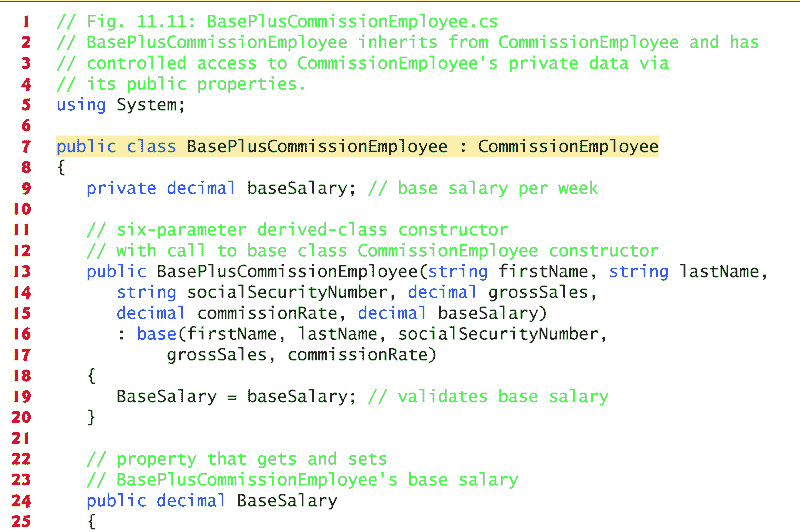 1 // Fig. 11.11: BasePlusCommissionEmployee.cs
2 // BasePlusCommissionEmployee inherits from CommissionEmployee and has
3 // controlled access to CommissionEmployee's private data via
4 // its public properties.
5 using System;
6
7 public class BasePlusCommissionEmployee : CommissionEmployee
8 {
9    private decimal baseSalary; // base salary per week
10
11    // six-parameter derived-class constructor
12    // with call to base class CommissionEmployee constructor
13    public BasePlusCommissionEmployee(string firstName, string lastName,
14       string socialSecurityNumber, decimal grossSales,
15       decimal commissionRate, decimal baseSalary)
16       : base(firstName, lastName, socialSecurityNumber,
17            grossSales, commissionRate)
18    {
19       BaseSalary = baseSalary; // validates base salary
20    }
21
22    // property that gets and sets
23    // BasePlusCommissionEmployee's base salary
24    public decimal BaseSalary
25    {